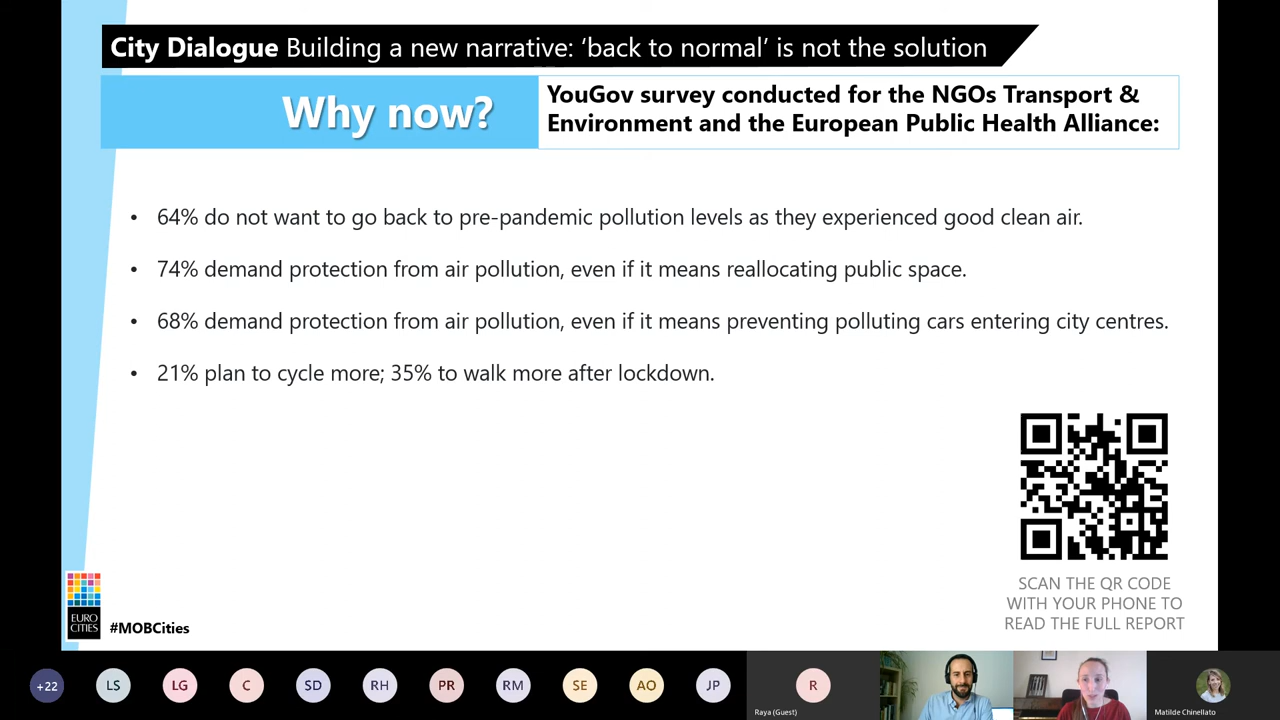 City Dialogue Building a new narrative: ‘back to normal’ is not the solution
Why now?
YouGov survey conducted for the NGOs Transport &
Environment and the European Public Health Alliance:
• 64% do not want to go back to pre-pandemic pollution levels as they experienced good clean air.
• 74% demand protection from air pollution, even if it means reallocating public space.
• 68% demand protection from air pollution, even if it means preventing polluting cars entering city centres.
• 21% plan to cycle more; 35% to walk more after lockdown.
SCAN THE QR CODE
WITH YOUR PHONE TO
READ THE FULL REPORT
EURO
CITIES
#MOBCities
+22
LS
LG
C
SD
RH
PR
RM
SE
AO
JP
R
Raya (Guest)
Matilde Chinellato